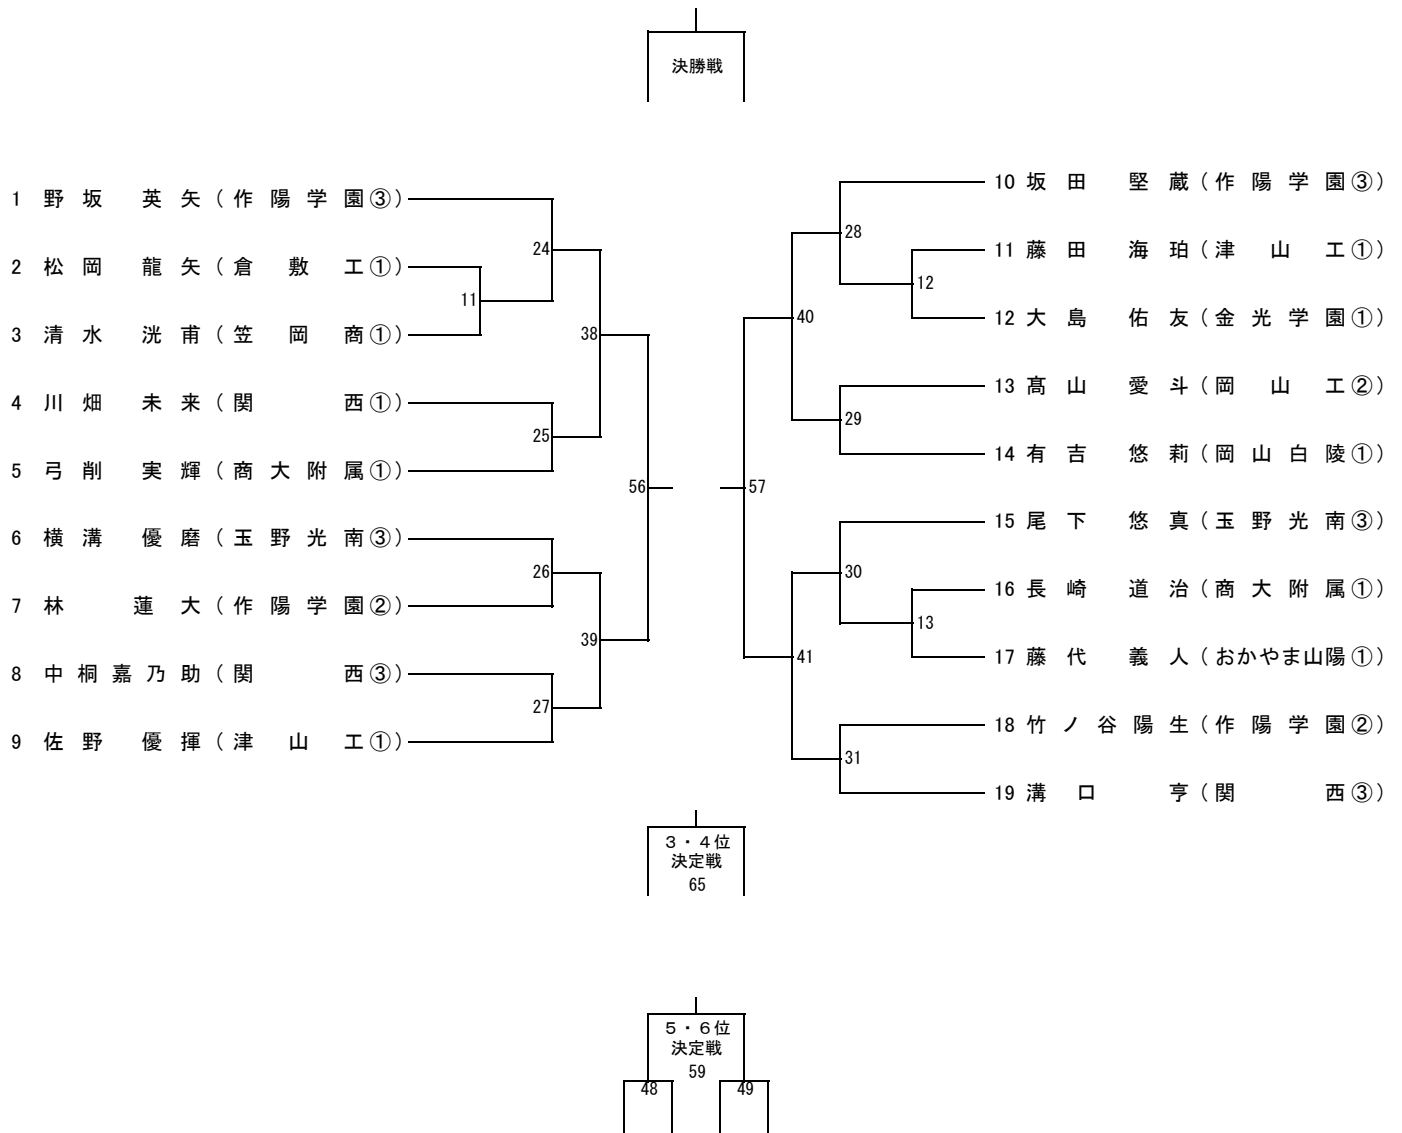 決勝戦
1 野坂 英矢（作陽学園③）
2 松岡 龍矢（倉敷工①）
3 清水 洸甫（笠岡商①）
4 川畑 未来（関西①）
5 弓削 実輝（商大附属①）
6 横溝 優磨（玉野光南③）
7 林 蓮大（作陽学園②）
8 中桐嘉乃助（関西③）
9 佐野 優揮（津山工①）
24
11
38
25
56
26
39
27
10 坂田 堅蔵（作陽学園③）
11 藤田 海珀（津山工①）
12 大島 佑友（金光学園①）
13 髙山 愛斗（岡山工②）
14 有吉 悠莉（岡山白陵①）
15 尾下 悠真（玉野光南③）
16 長崎 道治（商大附属①）
17 藤代 義人（おかやま山陽①）
18 竹ノ谷陽生（作陽学園②）
19 溝口 亨（関西③）
28
12
40
29
57
30
13
41
31
３・４位
決定戦
65
５・６位
決定戦
59
48
49